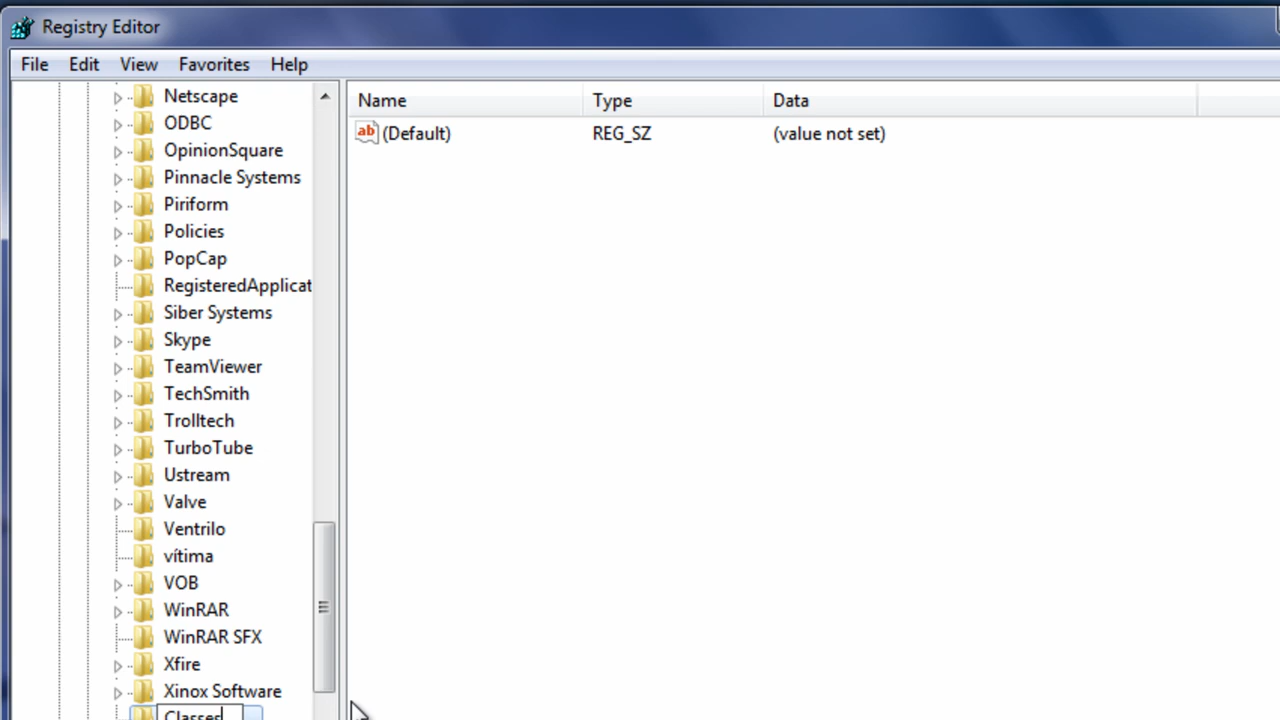 Registry Editor
File Edit View Favorites Help
Name Type Data
ab (Default) REG_SZ (value not set)
Netscape
ODBC
OpinionSquare
Pinnacle Systems
Piriform
Policies
PopCap
RegisteredApplicat
Siber Systems
Skype
TeamViewer
TechSmith
Trolltech
TurboTube
Ustream
Valve
Ventrilo
vítima
VOB
WinRAR
WinRAR SFX
Xfire
Xinox Software
Classes